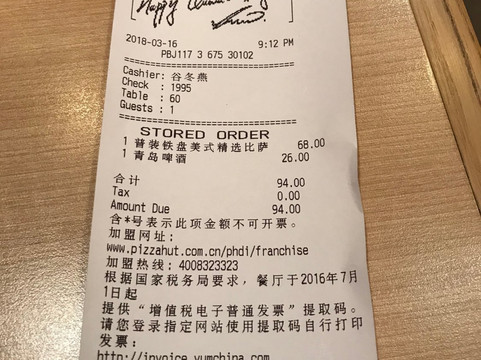 Happy
2018-03-16 9:12 PM
PBJ117 3 675 30102
Cashier: 谷冬燕
Check : 1995
Table : 60
Guests : 1
STORED ORDER
1 普装铁盘美式精选比萨 68.00
1 青岛啤酒 26.00
合计 94.00
Tax 0.00
Amount Due 94.00
含*号表示此项金额不可开票。
加盟网址:
www.pizzahut.com.cn/phdi/franchise
加盟热线: 4008323323
根据国家税务局要求，餐厅于2016年7月
1日起
提供“增值税电子普通发票”提取码。
请您登录指定网站使用提取码自行打印
发票:
http://invoice.yumchina.com